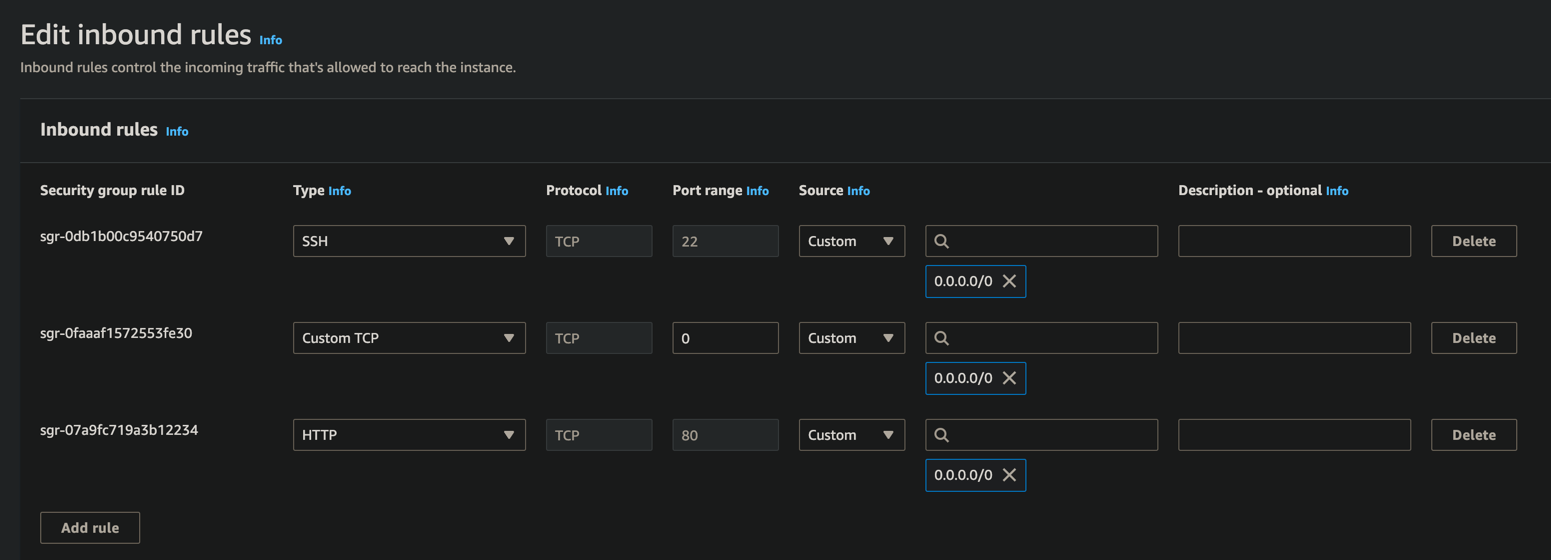 Edit inbound rules Info
Inbound rules control the incoming traffic that's allowed to reach the instance.
Inbound rules Info
Security group rule ID Type Info Protocol Info Port range Info Source Info Description - optional Info
sgr-0db1b00c9540750d7 SSH TCP 22 Custom Delete
0.0.0.0/0
sgr-0faaaf1572553fe30 Custom TCP TCP 0 Custom Delete
0.0.0.0/0
sgr-07a9fc719a3b12234 HTTP TCP 80 Custom Delete
0.0.0.0/0
Add rule